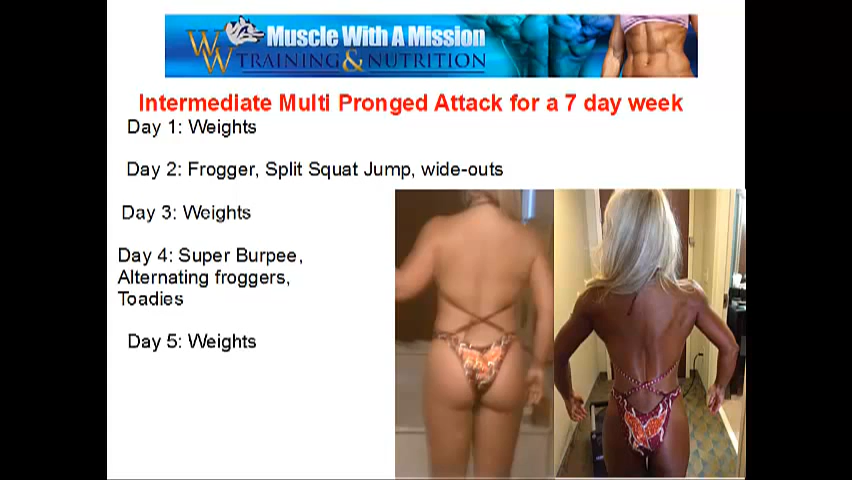 Muscle With A Mission
WW TRAINING & NUTRITION
Intermediate Multi Pronged Attack for a 7 day week
Day 1: Weights
Day 2: Frogger, Split Squat Jump, wide-outs
Day 3: Weights
Day 4: Super Burpee,
Alternating froggers,
Toadies
Day 5: Weights